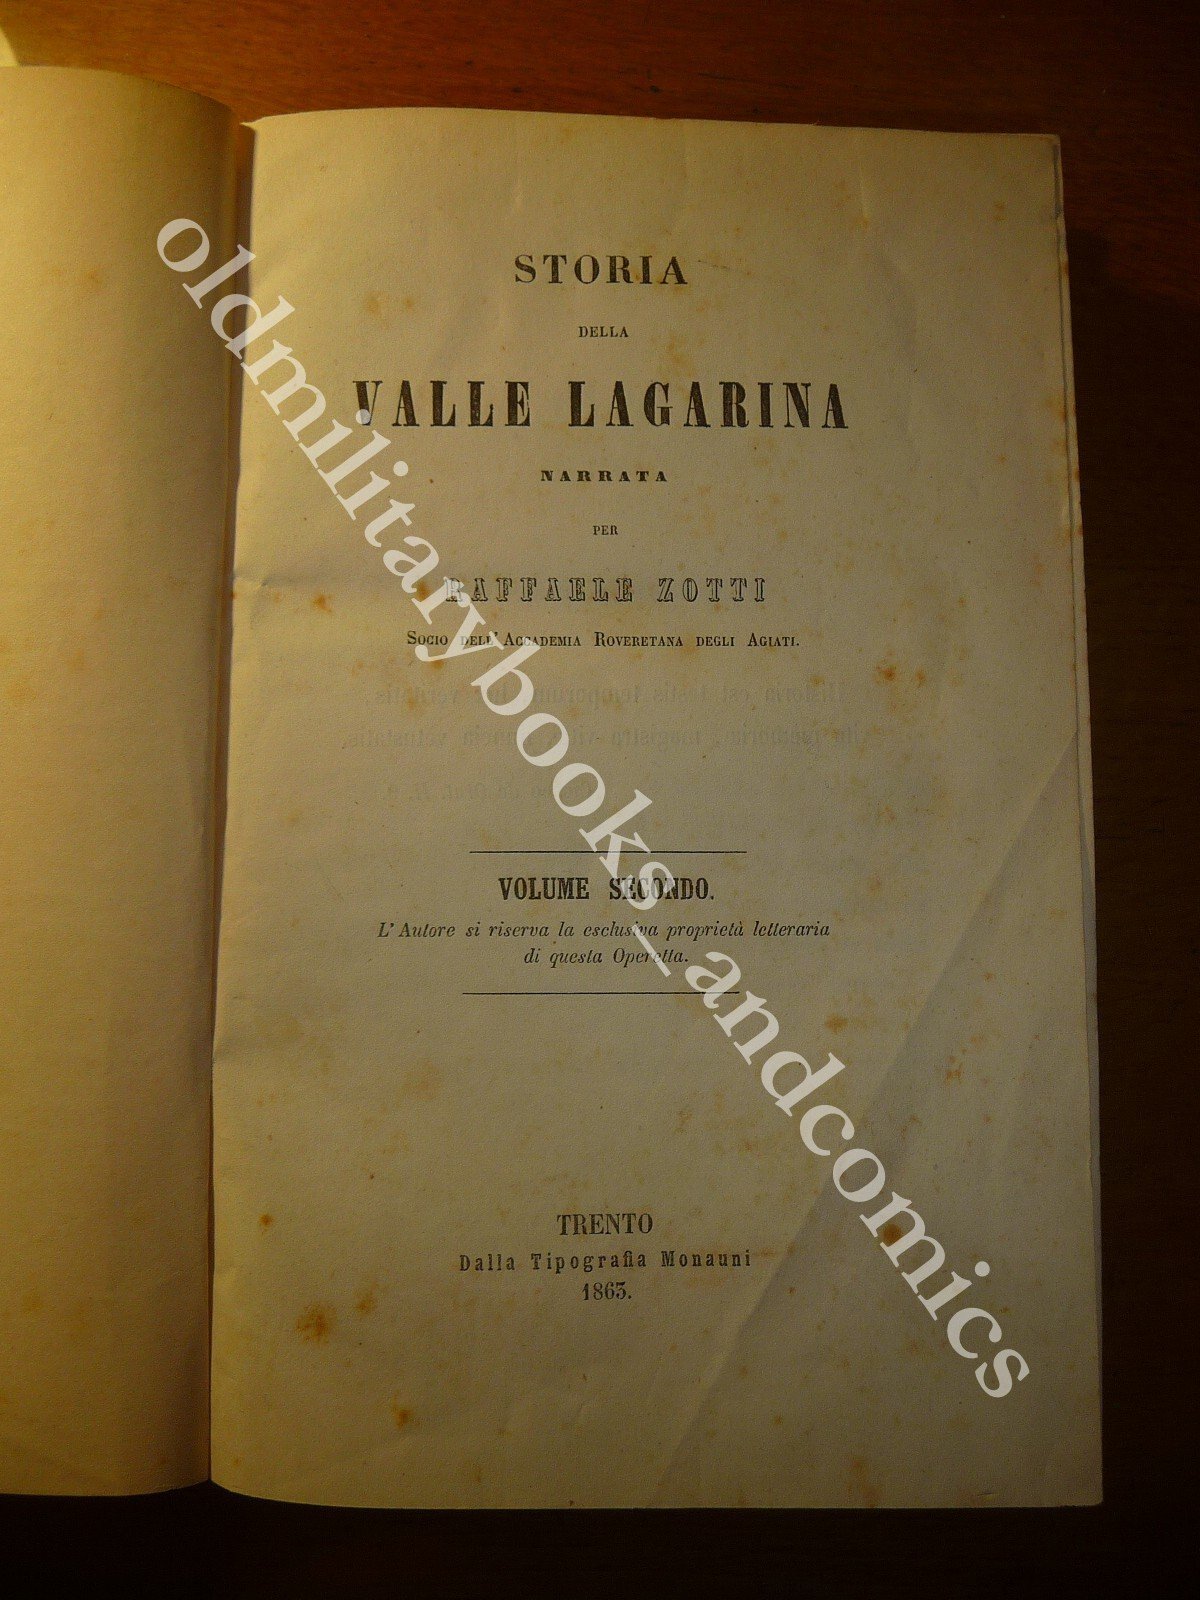 STORIA
DELLA
VALLE LAGARINA
NARRATA
PER
RAFFAELE ZOTTI
SOCIO DELL' ACCADEMIA ROVERETANA DEGLI AGIATI.
VOLUME SECONDO.
L' Autore si riserva la esclusiva proprietà letteraria
di questa Operetta.
TRENTO
Dalla Tipografia Monauni
1863.
oldmilitarybooks_andcomics